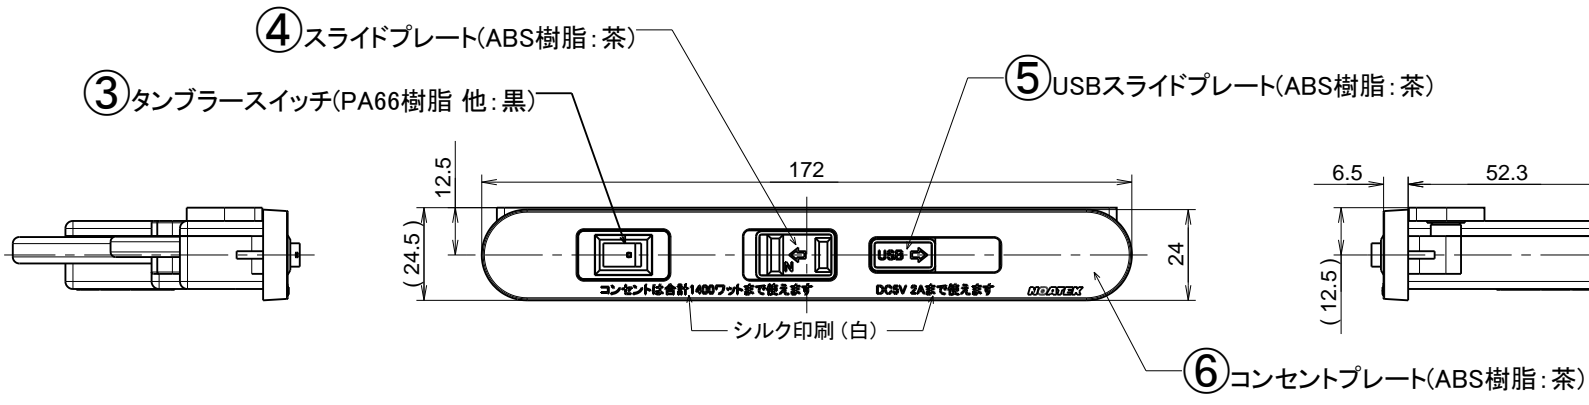 ④スライドプレート(ABS樹脂：茶)
③タンブラースイッチ(PA66樹脂 他：黒)
⑤USBスライドプレート(ABS樹脂：茶)
12.5
172
6.5
52.3
(24.5)
24
(12.5)
N
USB
コンセントは合計1400ワットまで使えます
DC5V 2Aまで使えます
NOATEK
シルク印刷(白)
⑥コンセントプレート(ABS樹脂：茶)